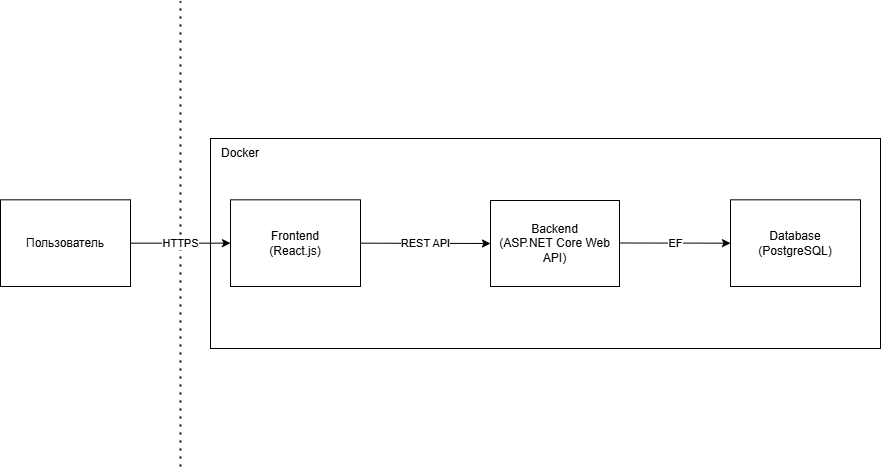 Docker
Пользователь
HTTPS
Frontend
(React.js)
REST API
Backend
(ASP.NET Core Web
API)
EF
Database
(PostgreSQL)